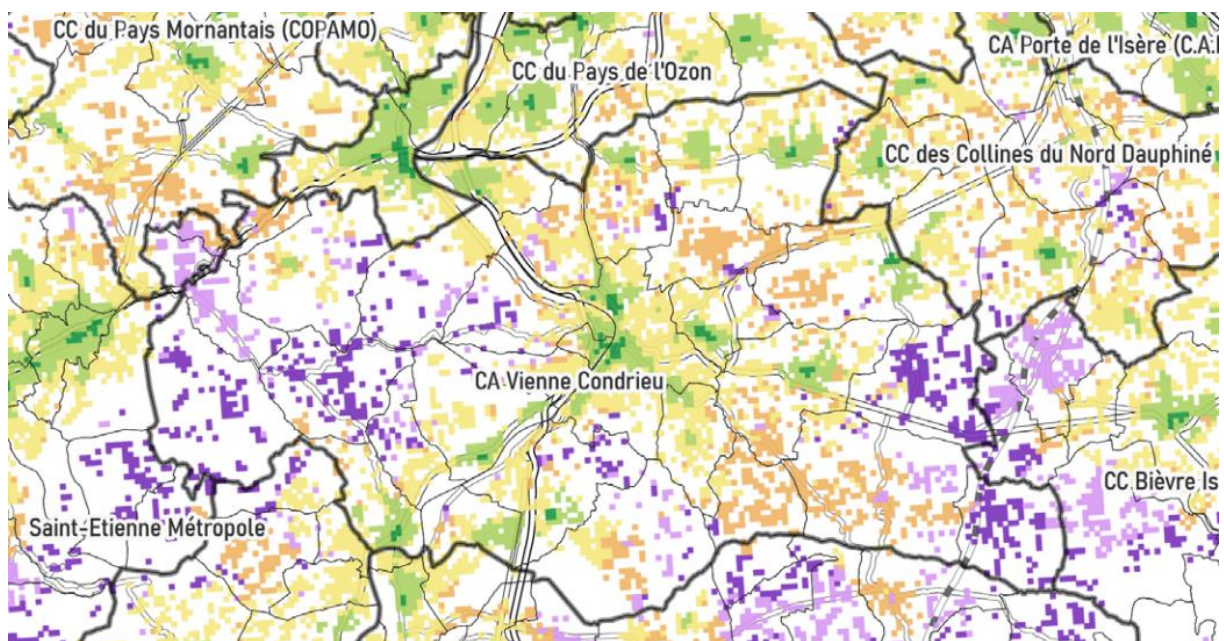 CC du Pays Mornantais (COPAMO)
CA Porte de l'Isère (C.A.I
CC du Pays de l'Ozon
CC des Collines du Nord Dauphiné
CA Vienne Condrieu
CC Bièvre Is
Saint-Etienne Métropole